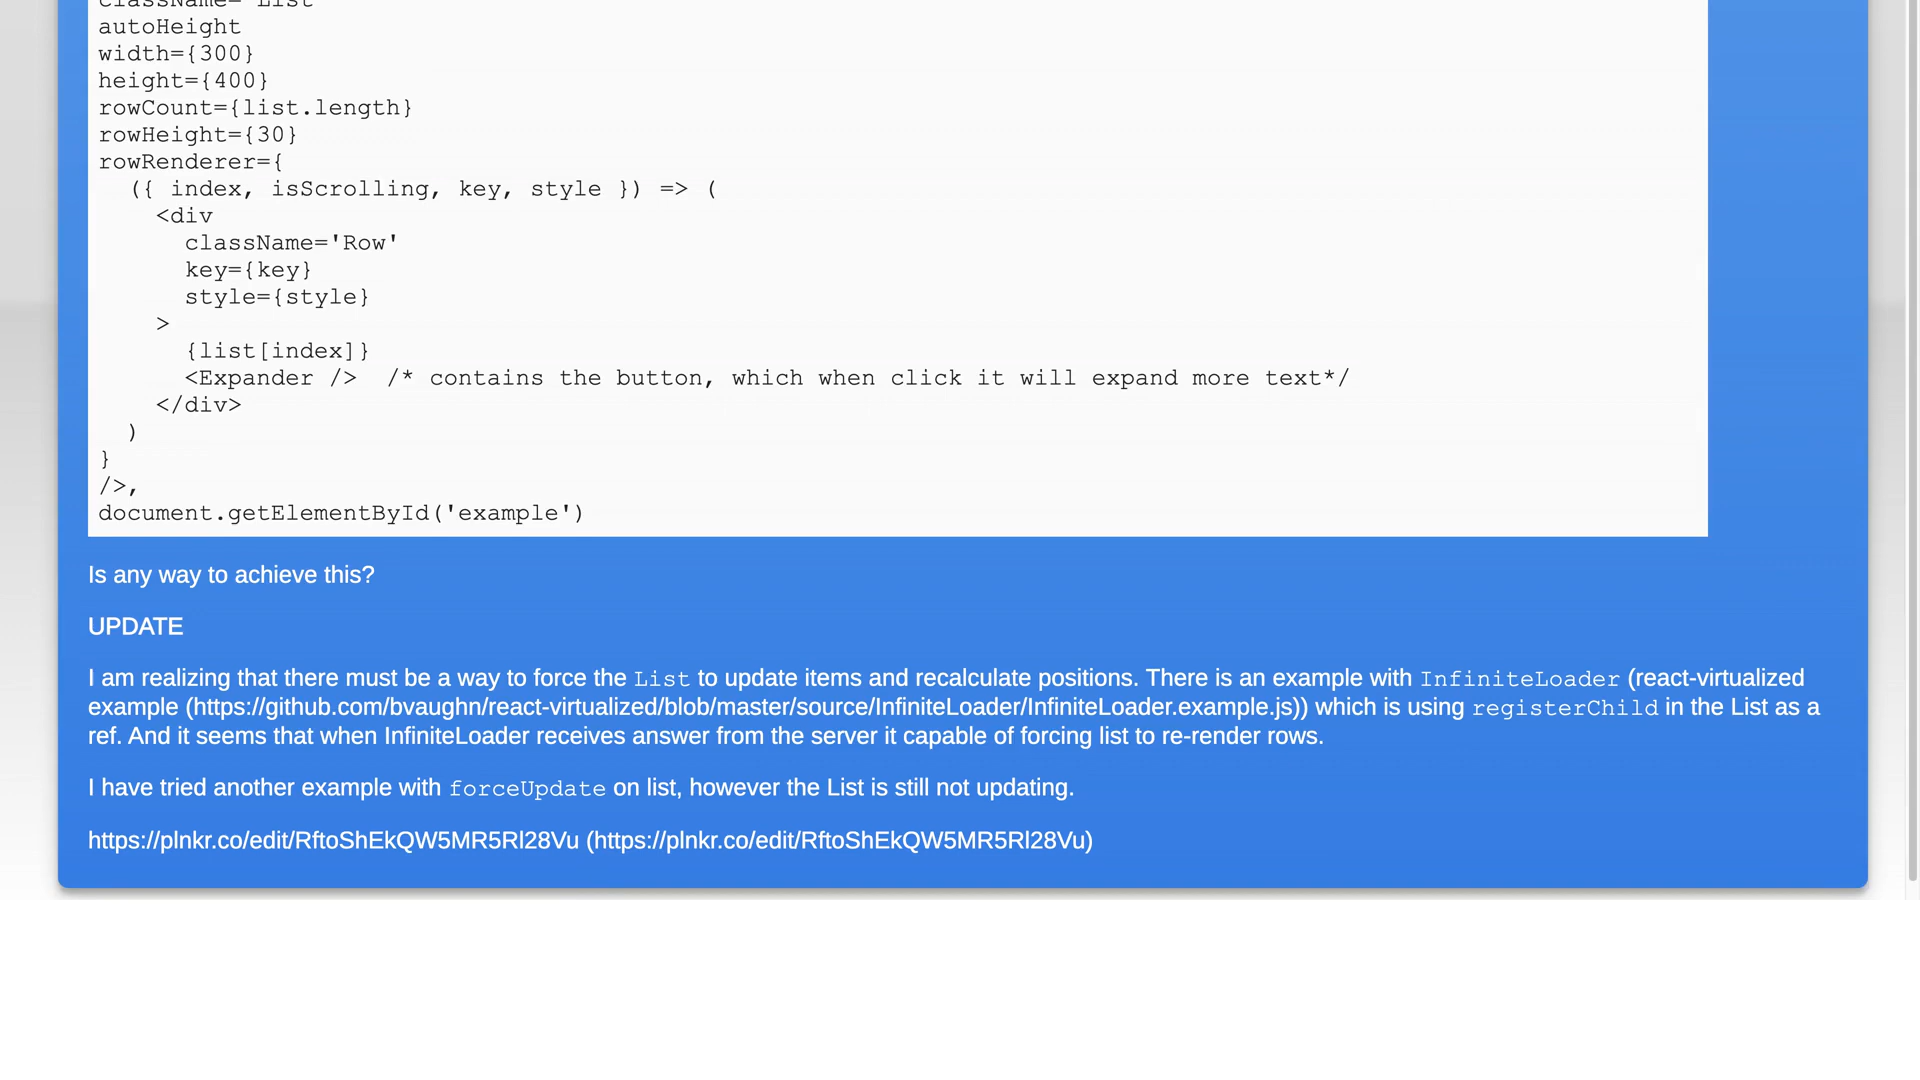 className='List'
autoHeight
width={300}
height={400}
rowCount={list.length}
rowHeight={30}
rowRenderer={
({ index, isScrolling, key, style }) => (
<div
className='Row'
key={key}
style={style}
>
{list[index]}
<Expander /> /* contains the button, which when click it will expand more text*/
</div>
)
}
/>,
document.getElementById('example')
Is any way to achieve this?
UPDATE
I am realizing that there must be a way to force the List to update items and recalculate positions. There is an example with InfiniteLoader (react-virtualized
example (https://github.com/bvaughn/react-virtualized/blob/master/source/InfiniteLoader/InfiniteLoader.example.js)) which is using registerChild in the List as a
ref. And it seems that when InfiniteLoader receives answer from the server it capable of forcing list to re-render rows.
I have tried another example with forceUpdate on list, however the List is still not updating.
https://plnkr.co/edit/RftoShEkQW5MR5Rl28Vu (https://plnkr.co/edit/RftoShEkQW5MR5Rl28Vu)